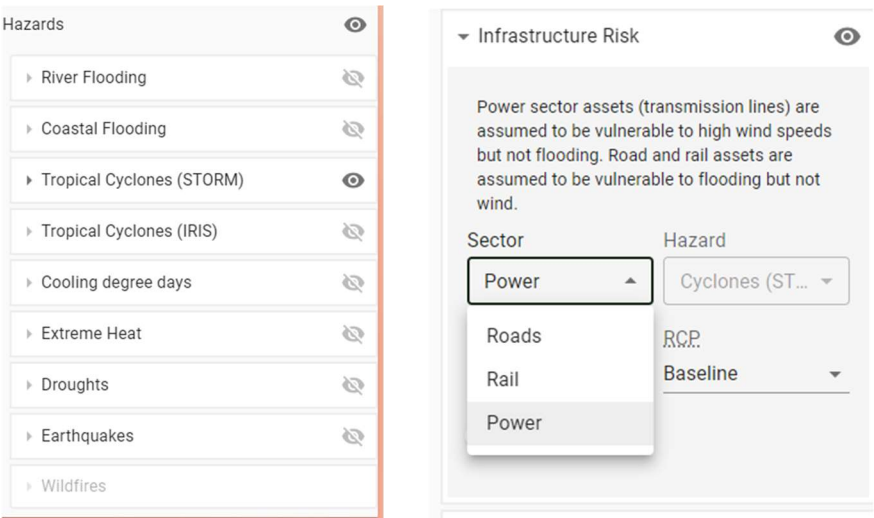 Hazards
River Flooding
Coastal Flooding
Tropical Cyclones (STORM)
Tropical Cyclones (IRIS)
Cooling degree days
Extreme Heat
Droughts
Earthquakes
Wildfires
Infrastructure Risk
Power sector assets (transmission lines) are
assumed to be vulnerable to high wind speeds
but not flooding. Road and rail assets are
assumed to be vulnerable to flooding but not
wind.
Sector Hazard
Power Cyclones (ST...
Roads RCP
Rail Baseline
Power